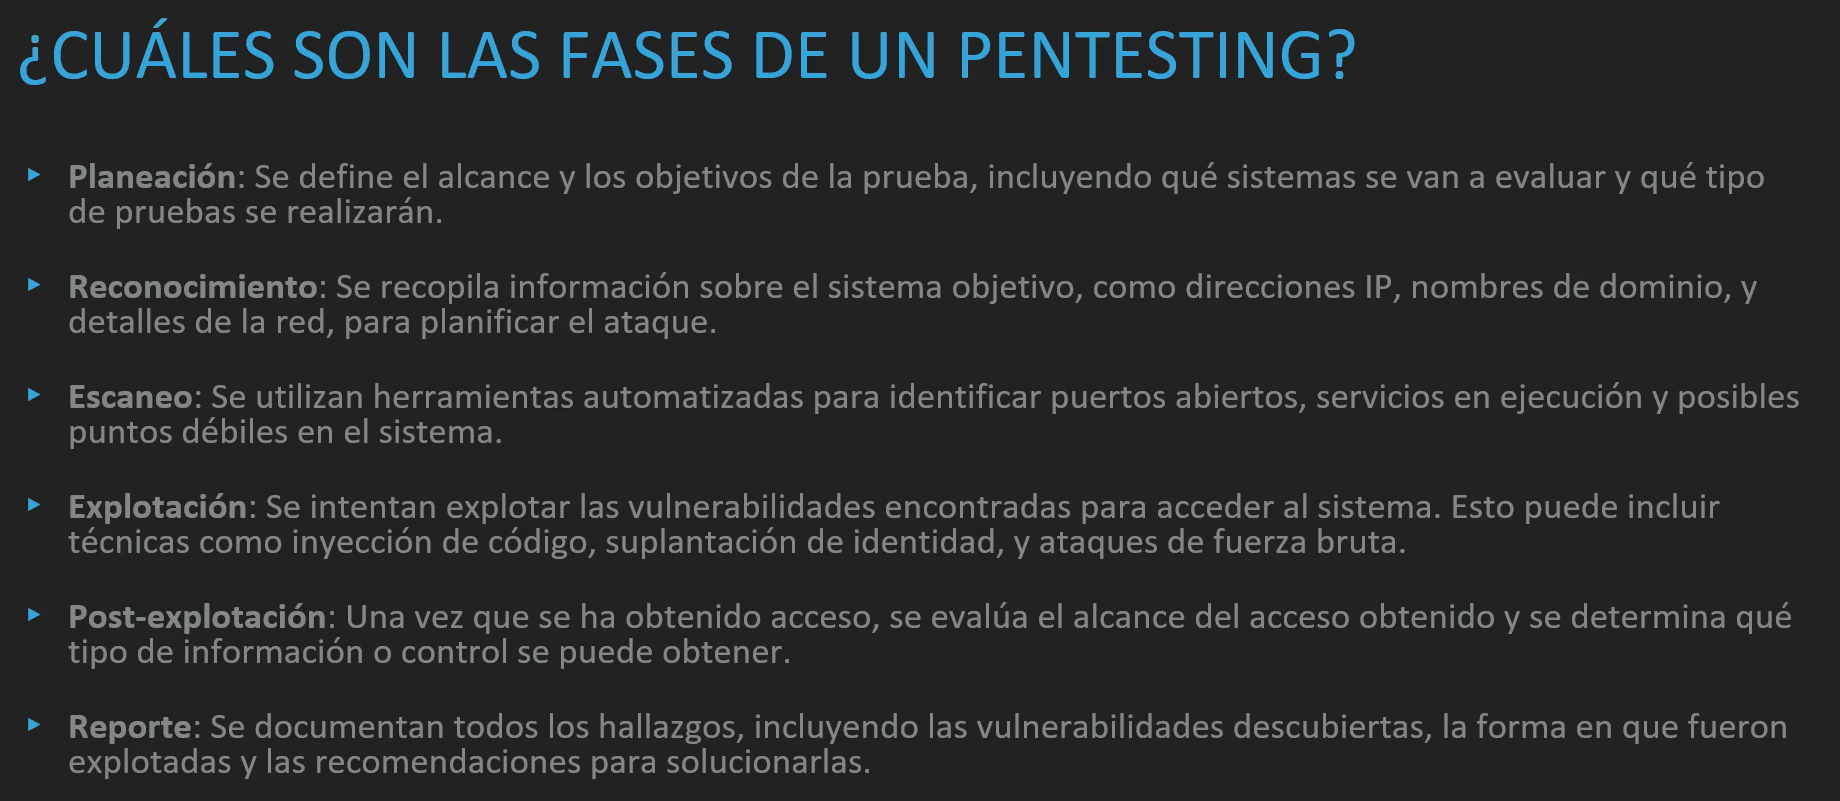 ¿CUÁLES SON LAS FASES DE UN PENTESTING?
Planeación: Se define el alcance y los objetivos de la prueba, incluyendo qué sistemas se van a evaluar y qué tipo
de pruebas se realizarán.
Reconocimiento: Se recopila información sobre el sistema objetivo, como direcciones IP, nombres de dominio, y
detalles de la red, para planificar el ataque.
Escaneo: Se utilizan herramientas automatizadas para identificar puertos abiertos, servicios en ejecución y posibles
puntos débiles en el sistema.
Explotación: Se intentan explotar las vulnerabilidades encontradas para acceder al sistema. Esto puede incluir
técnicas como inyección de código, suplantación de identidad, y ataques de fuerza bruta.
Post-explotación: Una vez que se ha obtenido acceso, se evalúa el alcance del acceso obtenido y se determina qué
tipo de información o control se puede obtener.
Reporte: Se documentan todos los hallazgos, incluyendo las vulnerabilidades descubiertas, la forma en que fueron
explotadas y las recomendaciones para solucionarlas.